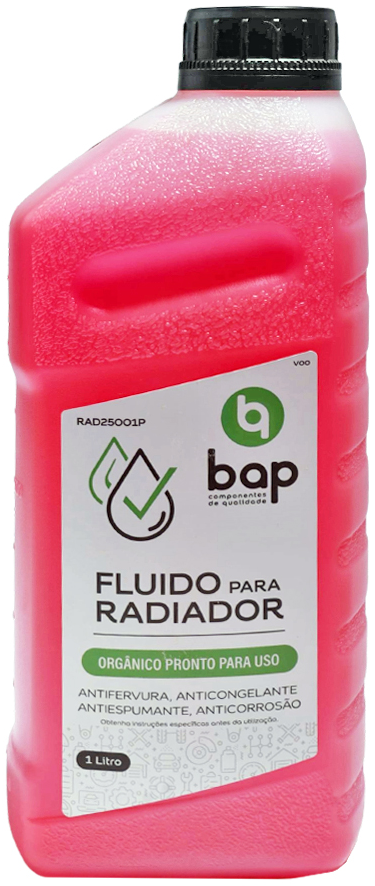 V00
RAD25001P
bap
componentes
de qualidade
FLUIDO PARA
RADIADOR
ORGÂNICO PRONTO PARA USO
ANTIFERVURA, ANTICONGELANTE
ANTIESPUMANTE, ANTICORROSÃO
Obtenha instruções específicas antes da utilização.
1 Litro